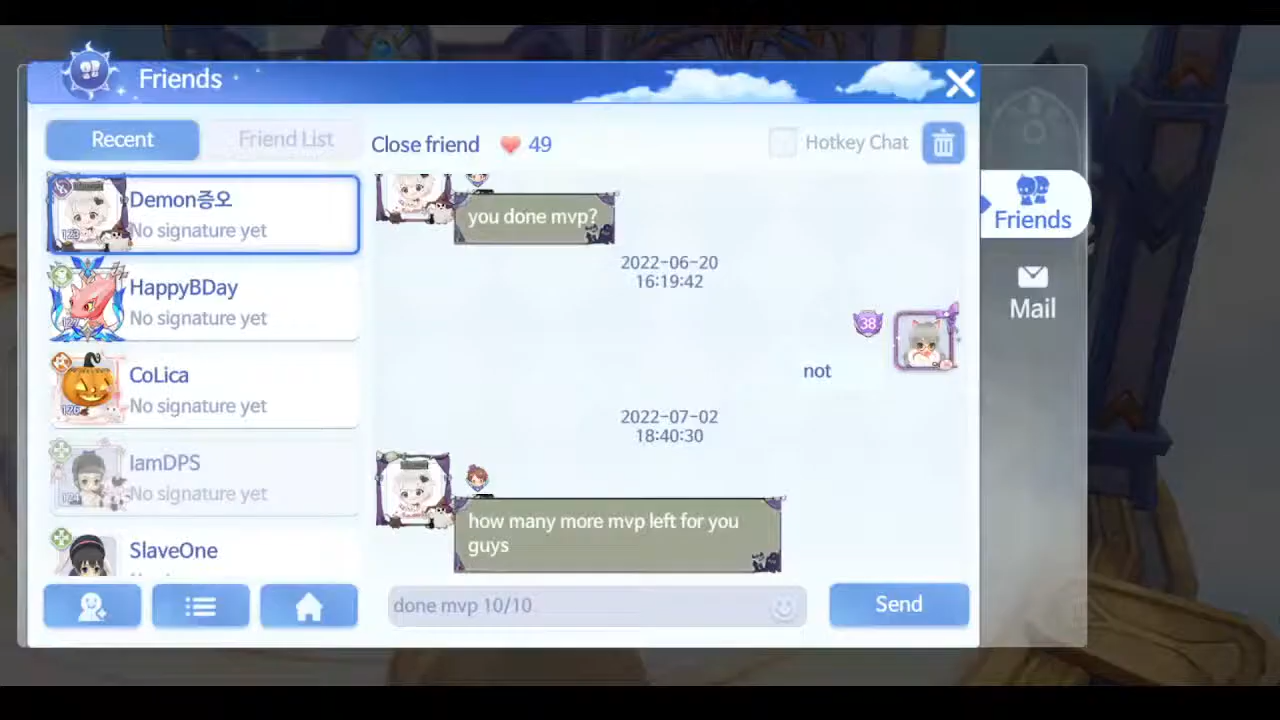 Friends
Recent
Friend List
Close friend
49
Hotkey Chat
Demon증오
No signature yet
123
HappyBDay
No signature yet
CoLica
No signature yet
126
IamDPS
No signature yet
124
SlaveOne
you done mvp?
2022-06-20
16:19:42
38
not
2022-07-02
18:40:30
how many more mvp left for you
guys
done mvp 10/10
Send
Friends
Mail